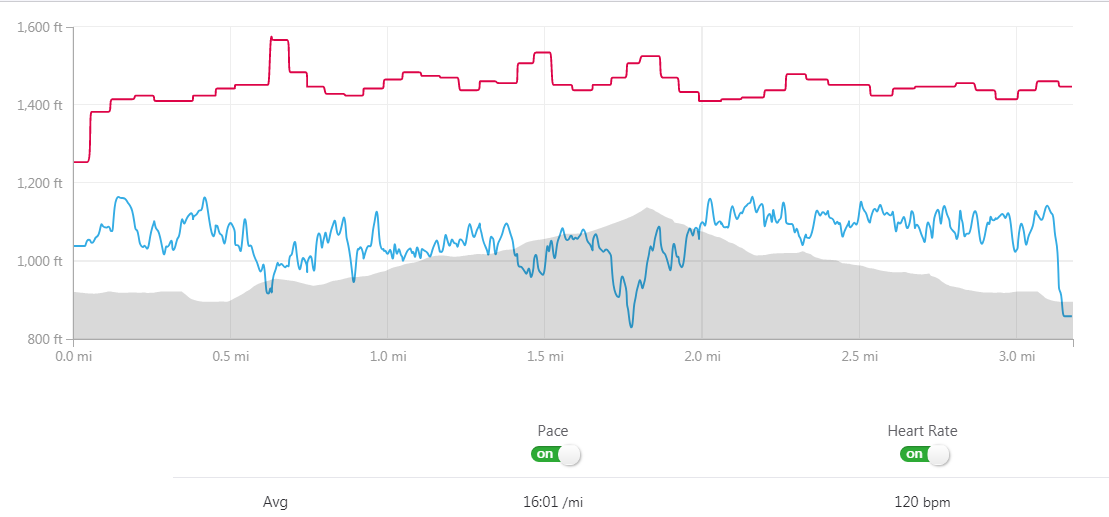 1,600 ft
1,400 ft
1,200 ft
1,000 ft
800 ft
0.0 mi 0.5 mi 1.0 mi 1.5 mi 2.0 mi 2.5 mi 3.0 mi
Pace Heart Rate
on on
Avg 16:01 /mi 120 bpm